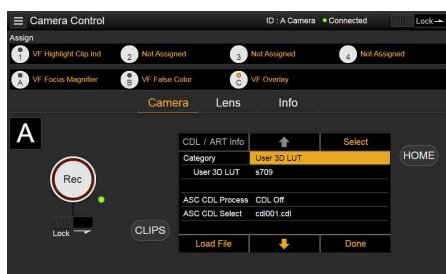 Camera Control
ID : A Camera Connected Lock
Assign
1 VF Highlight Clip Ind 2 Not Assigned 3 Not Assigned 4 Not Assigned
A VF Focus Magnifier B VF False Color C VF Overlay
Camera Lens Info
A
CDL / ART Info Select
Category User 3D LUT
HOME
User 3D LUT s709
Rec
ASC CDL Process CDL Off
ASC CDL Select cdl001.cdl
Lock
CLIPS
Load File Done